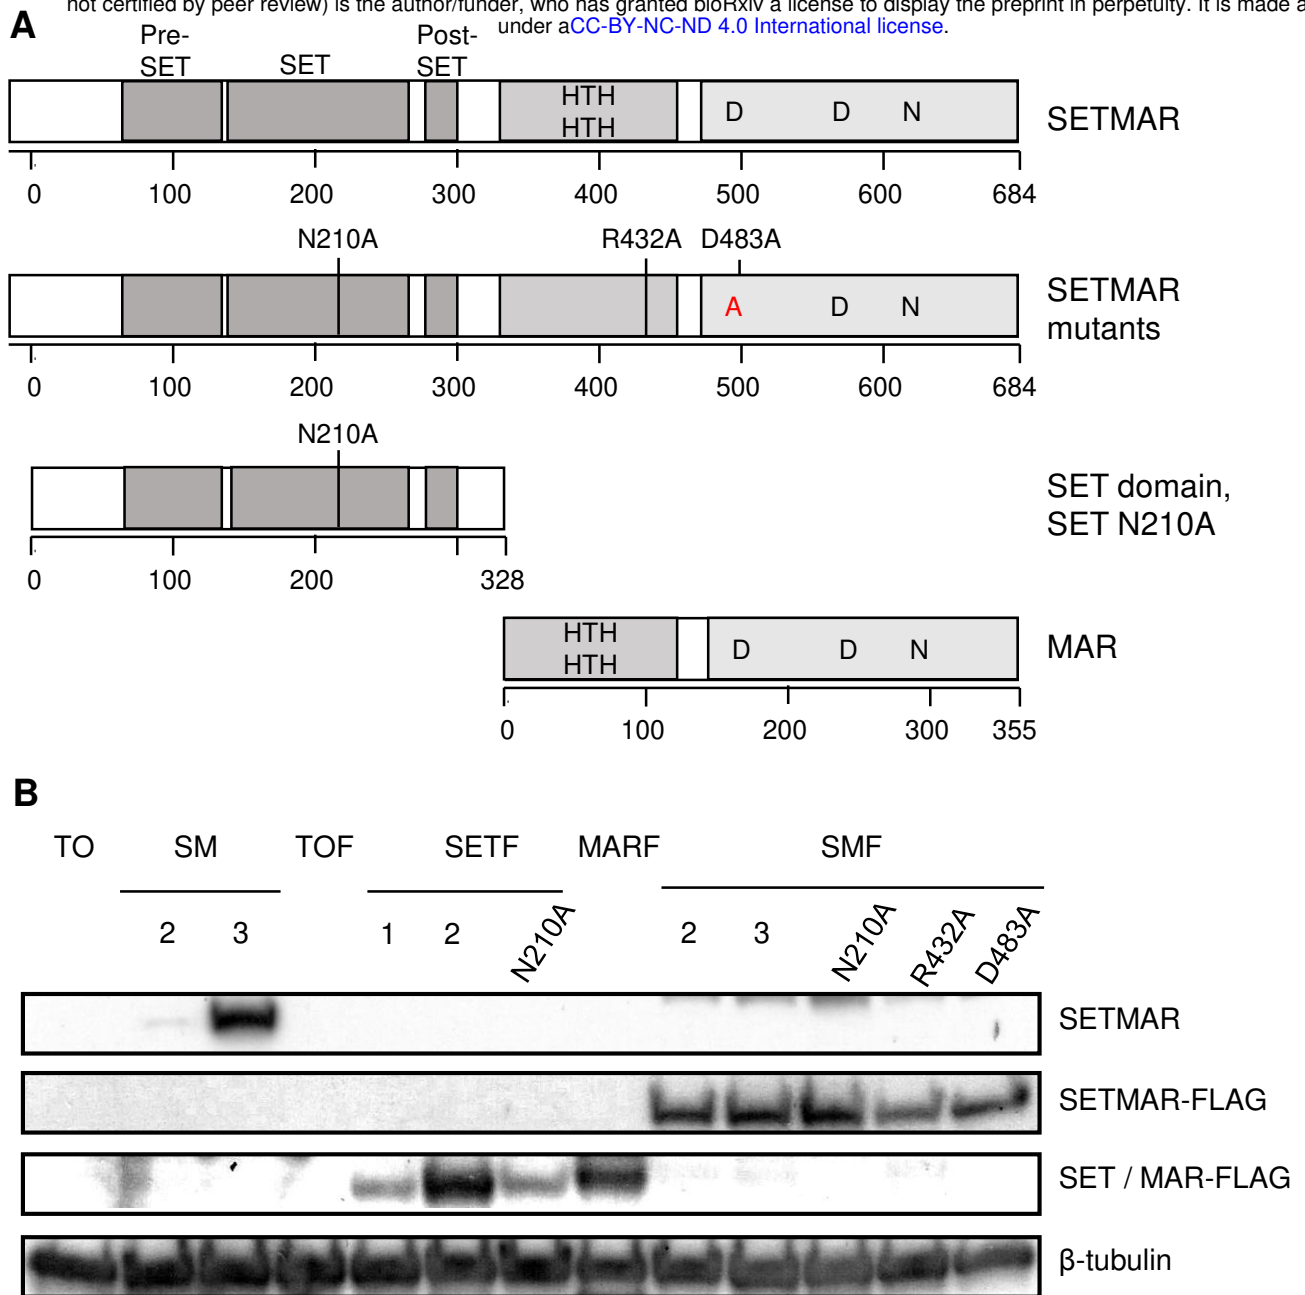 not certified by peer review) is the author/funder, who has granted bioRxiv a license to display the preprint in perpetuity. It is made a
under aCC-BY-NC-ND 4.0 International license.
A
Pre-
SET
SET
Post-
SET
HTH
HTH
D D N
SETMAR
0 100 200 300 400 500 600 684
N210A R432A D483A
A D N
SETMAR
mutants
0 100 200 300 400 500 600 684
N210A
SET domain,
SET N210A
0 100 200 328
HTH
HTH
D D N
MAR
0 100 200 300 355
B
TO SM TOF SETF MARF SMF
2 3 1 2 N210A 2 3 N210A R432A D483A
SETMAR
SETMAR-FLAG
SET / MAR-FLAG
β-tubulin